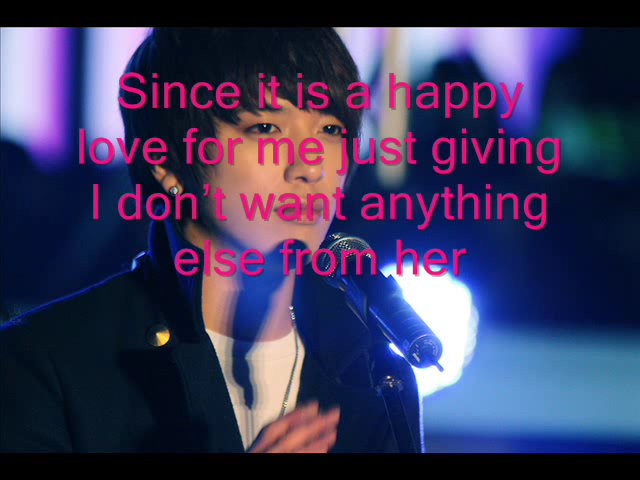 Since it is a happy
love for me just giving
I don’t want anything
else from her